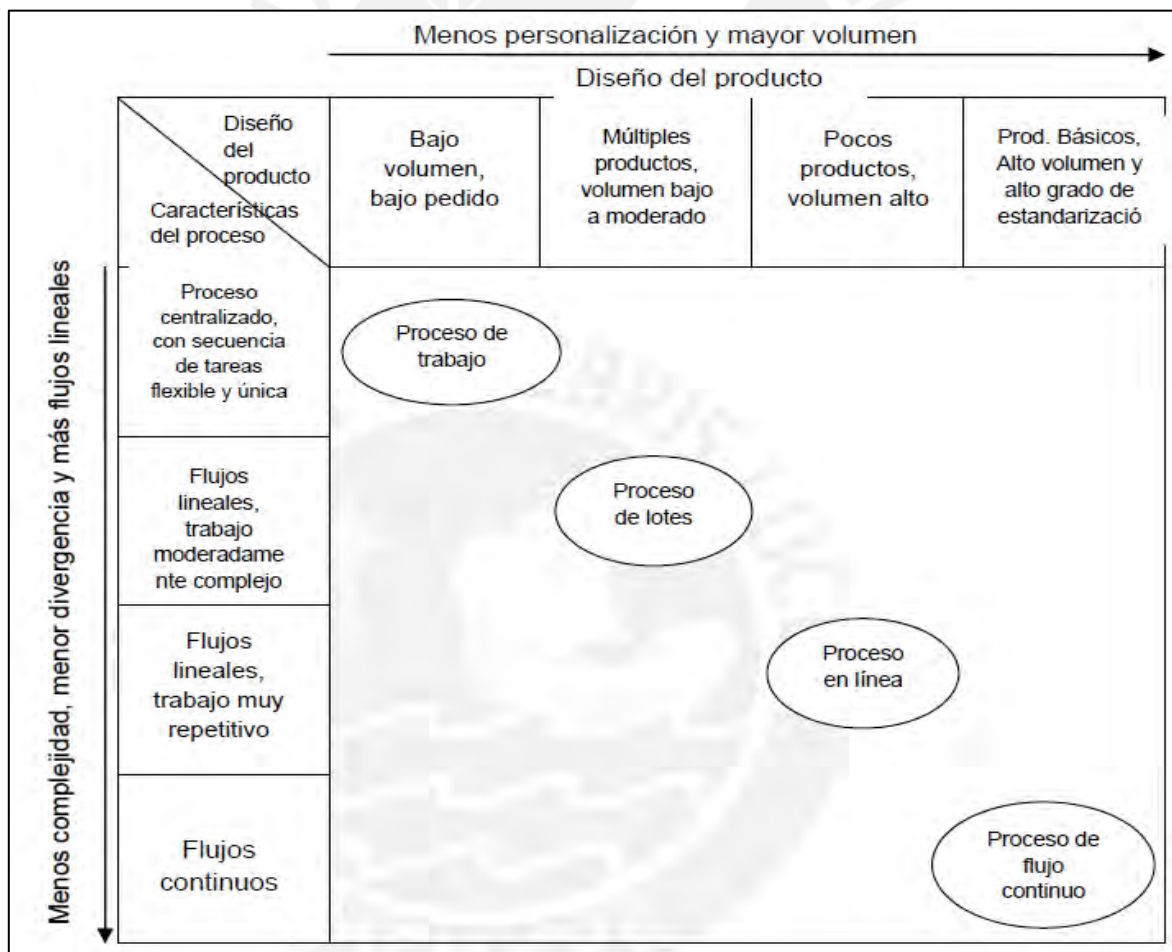 Menos personalización y mayor volumen
Diseño del producto
Diseño
del
producto
Características
del proceso
Bajo
volumen,
bajo pedido
Múltiples
productos,
volumen bajo
a moderado
Pocos
productos,
volumen alto
Prod. Básicos,
Alto volumen y
alto grado de
estandarizació
Menos complejidad, menor divergencia y más flujos lineales
Proceso
centralizado,
con secuencia
de tareas
flexible y única
Proceso de
trabajo
Flujos
lineales,
trabajo
moderadame
nte complejo
Proceso
de lotes
Flujos
lineales,
trabajo muy
repetitivo
Proceso
en línea
Flujos
continuos
Proceso de
flujo
continuo